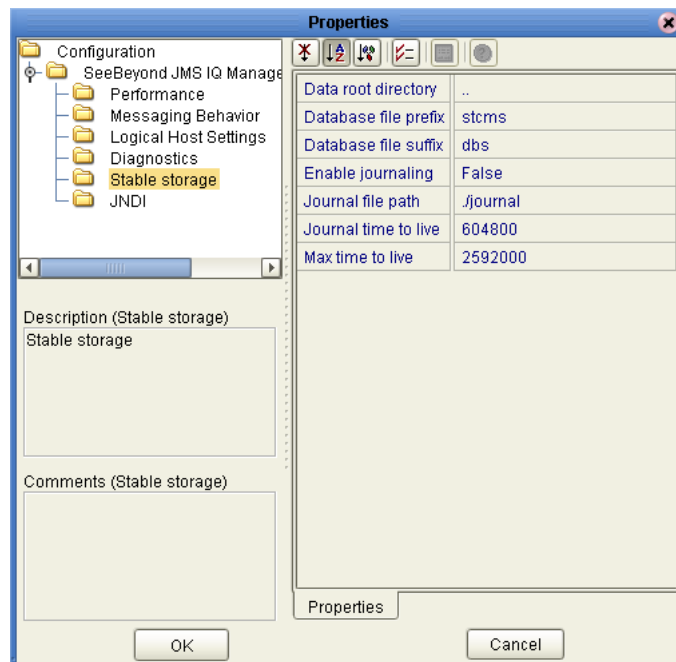 Properties
Configuration
SeeBeyond JMS IQ Manage
Performance
Messaging Behavior
Logical Host Settings
Diagnostics
Stable storage
JNDI
Description (Stable storage)
Stable storage
Comments (Stable storage)
Data root directory ..
Database file prefix stcms
Database file suffix dbs
Enable journaling False
Journal file path ./journal
Journal time to live 604800
Max time to live 2592000
Properties
OK Cancel